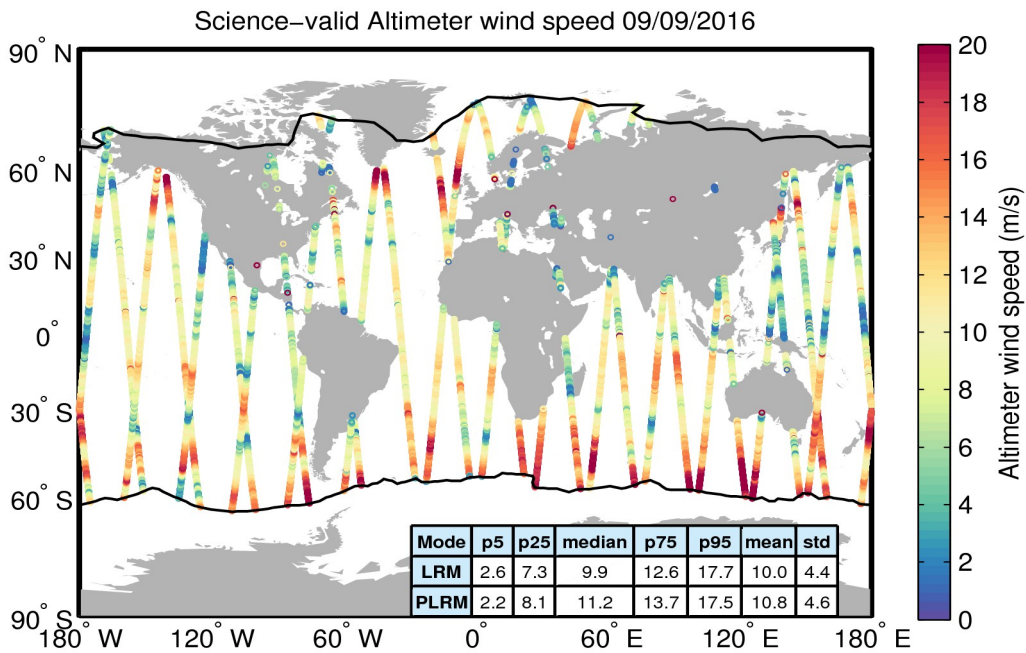 Science−valid Altimeter wind speed 09/09/2016
90° N
60° N
30° N
0°
30° S
60° S
90° S
180° W 120° W 60° W 0° 60° E 120° E 180° E
Mode p5 p25 median p75 p95 mean std
LRM 2.6 7.3 9.9 12.6 17.7 10.0 4.4
PLRM 2.2 8.1 11.2 13.7 17.5 10.8 4.6
20
18
16
14
12
10
8
6
4
2
0
Altimeter wind speed (m/s)